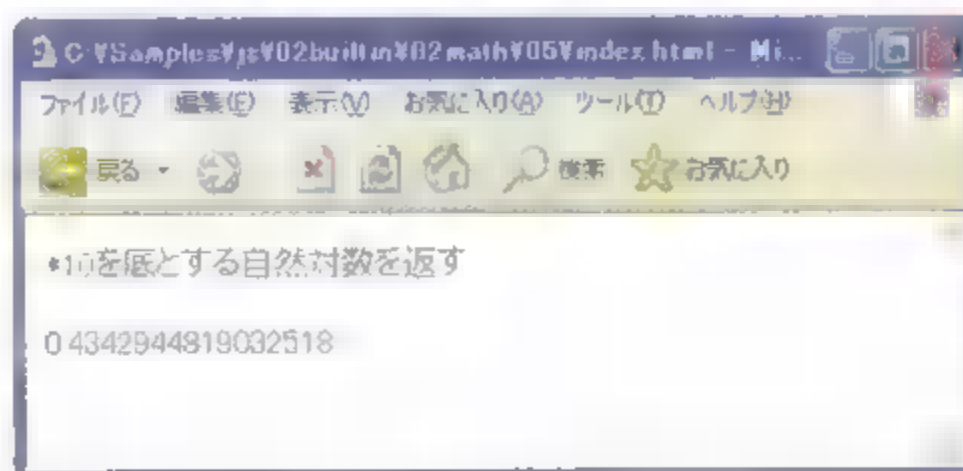 C:¥Samples¥js¥02builtin¥02math¥05¥index.html - Mi...
ファイル(F) 編集(E) 表示(V) お気に入り(A) ツール(T) ヘルプ(H)
戻る 検索 お気に入り
*10を底とする自然対数を返す
0.4342944819032518